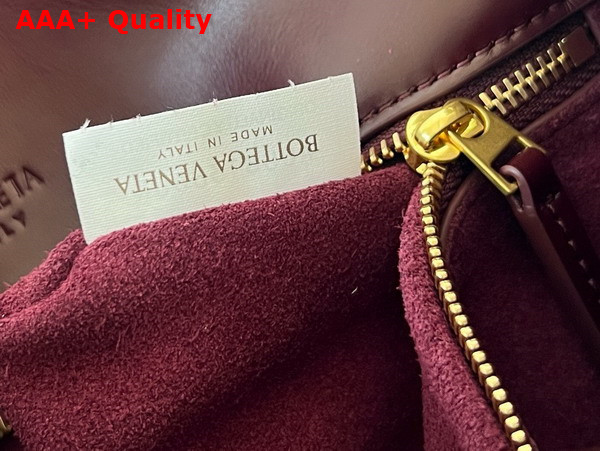 AAA+ Quality
BOTTEGA VENETA
MADE IN ITALY